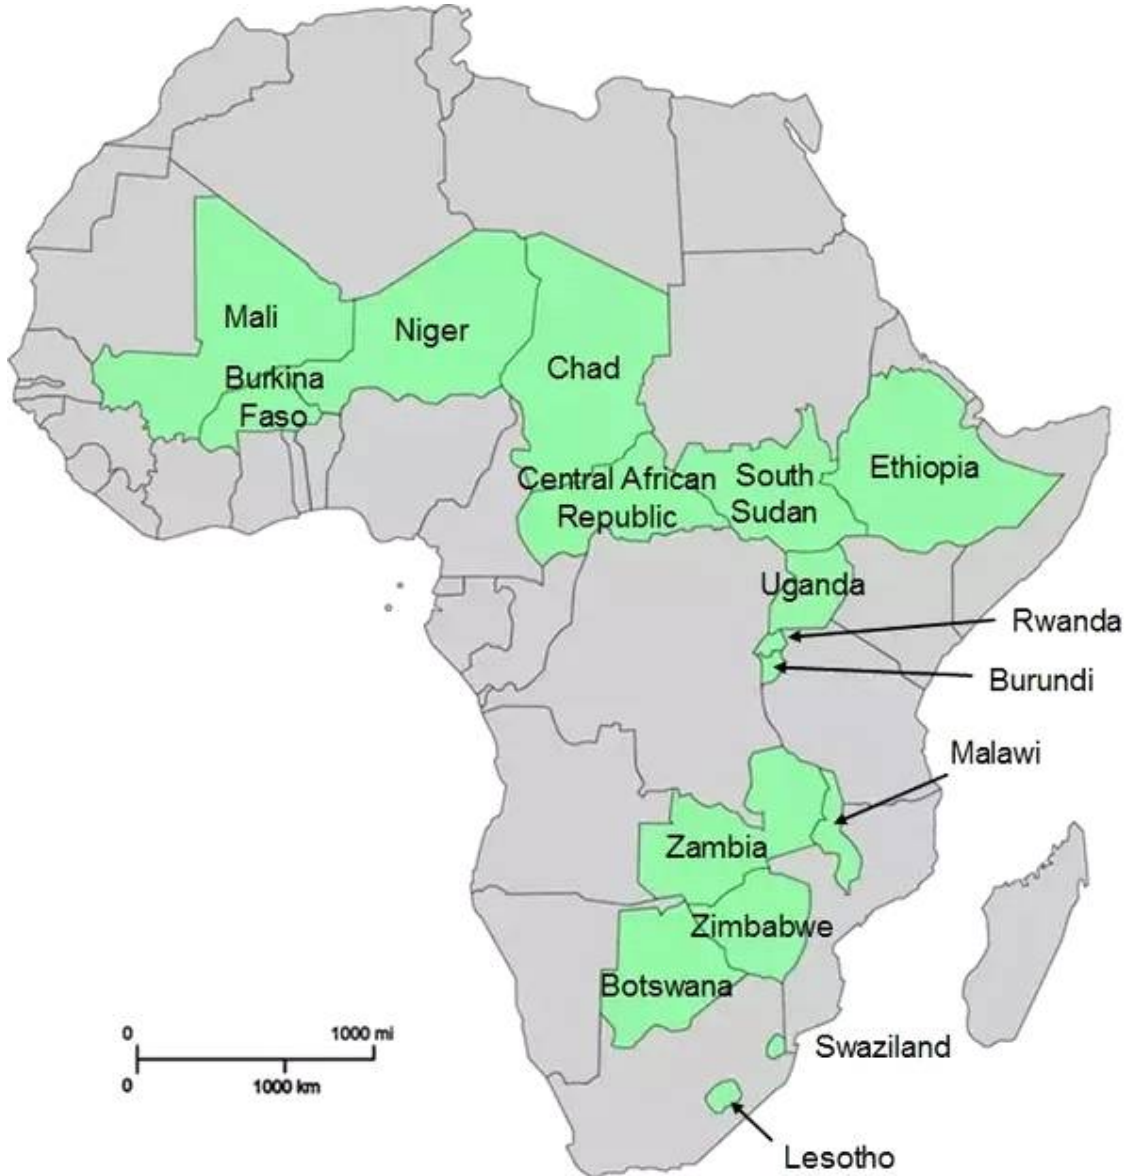 Mali
Niger
Chad
Burkina
Faso
Central African
Republic
South
Sudan
Ethiopia
Uganda
Rwanda
Burundi
Malawi
Zambia
Zimbabwe
Botswana
Swaziland
Lesotho
0 1000 mi
0 1000 km